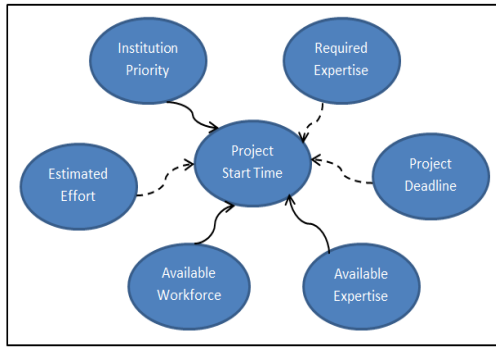 Institution
Priority
Required
Expertise
Project
Start Time
Estimated
Effort
Project
Deadline
Available
Workforce
Available
Expertise